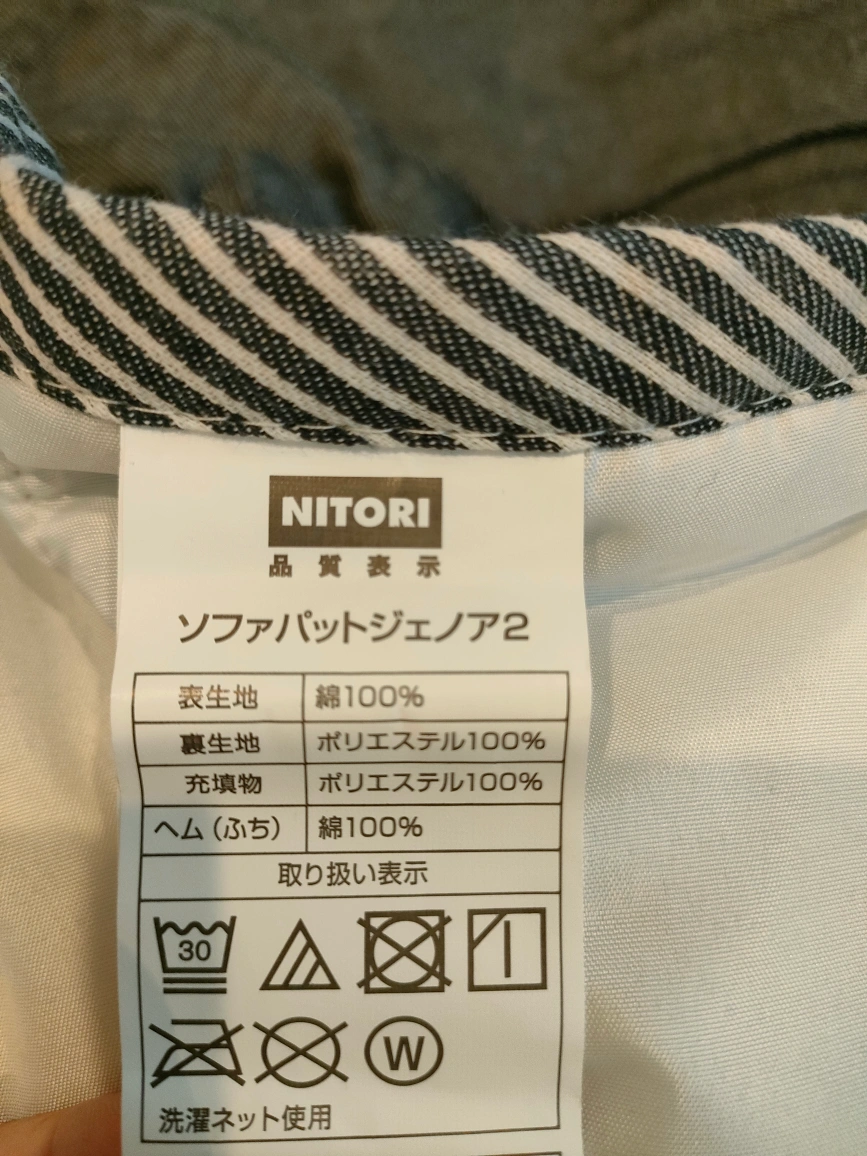 NITORI
品質表示
ソファパットジェノア2
表生地 綿100%
裏生地 ポリエステル100%
充填物 ポリエステル100%
ヘム(ふち) 綿100%
取り扱い表示
30
W
洗濯ネット使用